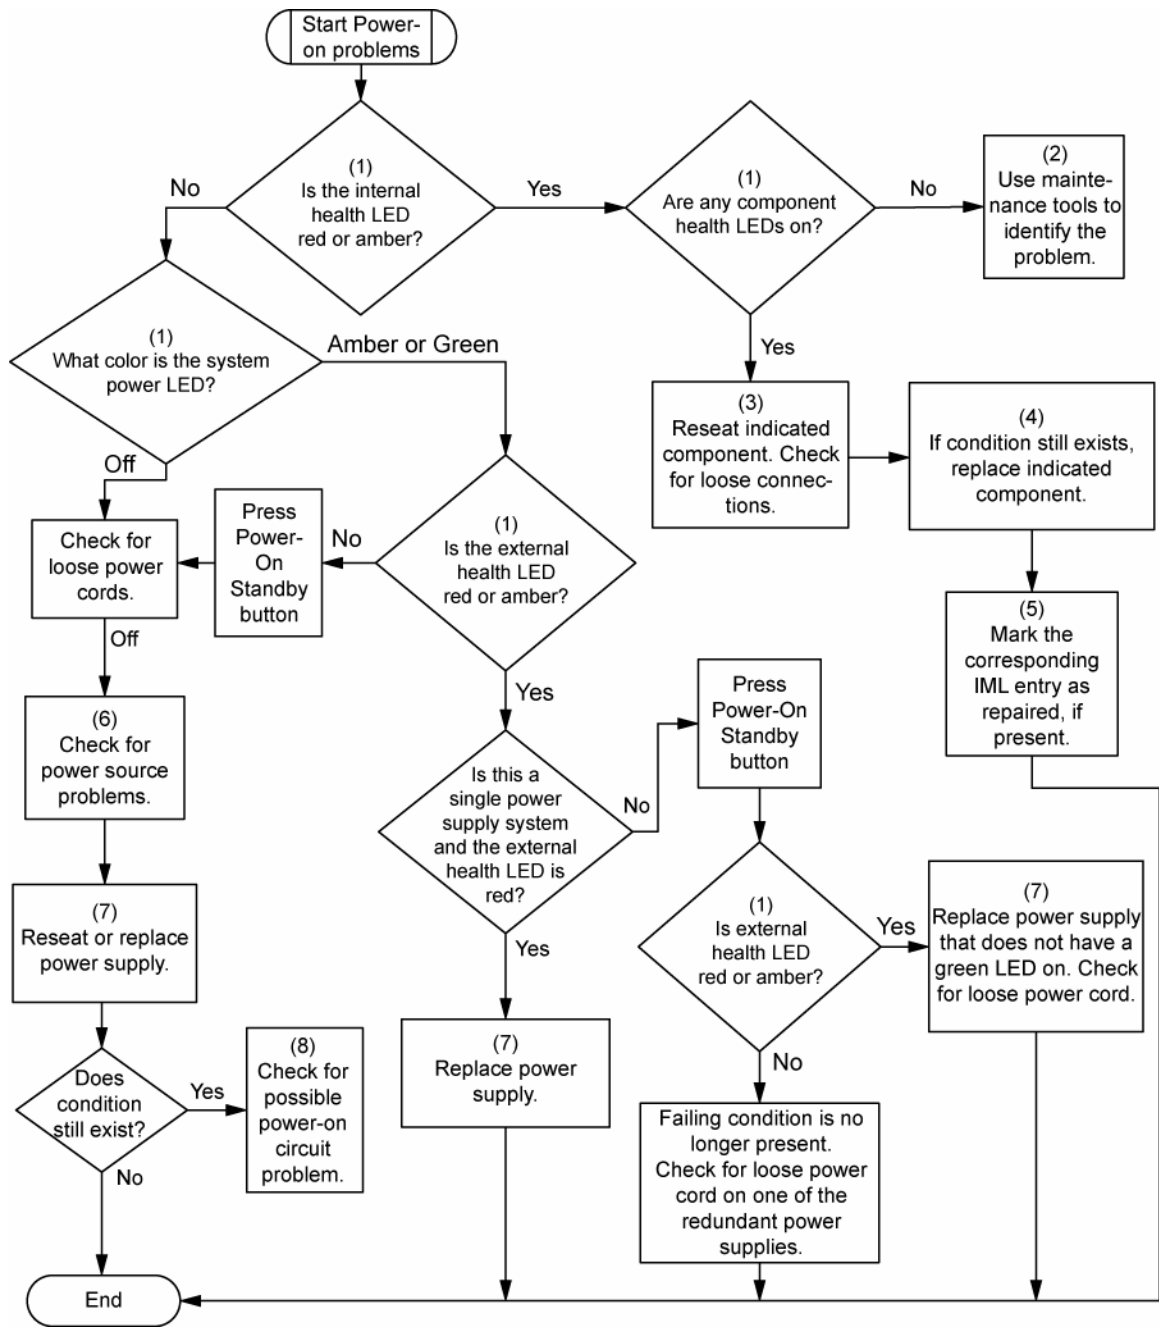 Start Power-
on problems
(1)
Is the internal
health LED
red or amber?
No
Yes
(1)
Are any component
health LEDs on?
No
(2)
Use mainte-
nance tools to
identify the
problem.
(1)
What color is the system
power LED?
Amber or Green
Yes
(3)
Reseat indicated
component. Check
for loose connec-
tions.
(4)
If condition still exists,
replace indicated
component.
Off
Check for
loose power
cords.
Press
Power-
On
Standby
button
No
(1)
Is the external
health LED
red or amber?
(5)
Mark the
corresponding
IML entry as
repaired, if
present.
Off
Yes
(6)
Check for
power source
problems.
Is this a
single power
supply system
and the external
health LED is
red?
No
Press
Power-On
Standby
button
(7)
Reseat or replace
power supply.
Yes
(1)
Is external
health LED
red or amber?
Yes
(7)
Replace power supply
that does not have a
green LED on. Check
for loose power cord.
Does
condition
still exist?
Yes
(8)
Check for
possible
power-on
circuit
problem.
(7)
Replace power
supply.
No
Failing condition is no
longer present.
Check for loose power
cord on one of the
redundant power
supplies.
No
End